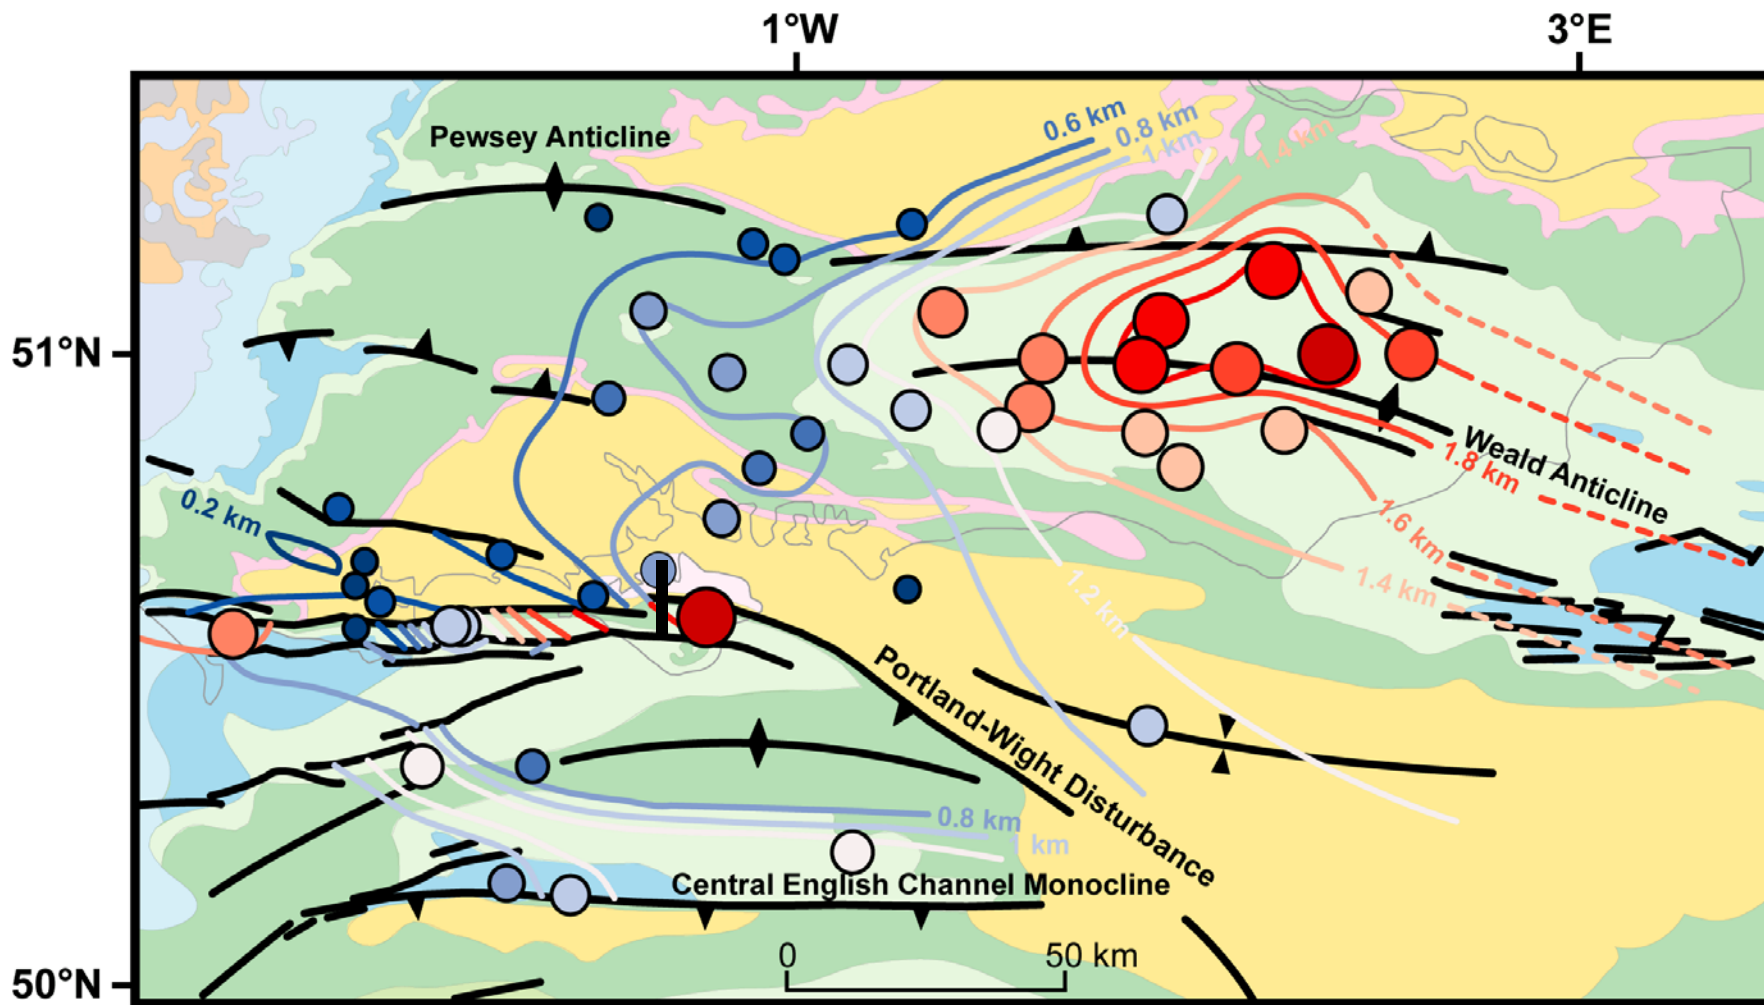 1°W
3°E
0.6 km
0.8 km
1 km
1.4 km
Pewsey Anticline
51°N
Weald Anticline
1.8 km
0.2 km
1.6 km
1.4 km
1.2 km
Portland-Wight Disturbance
0.8 km
1 km
Central English Channel Monocline
0
50 km
50°N